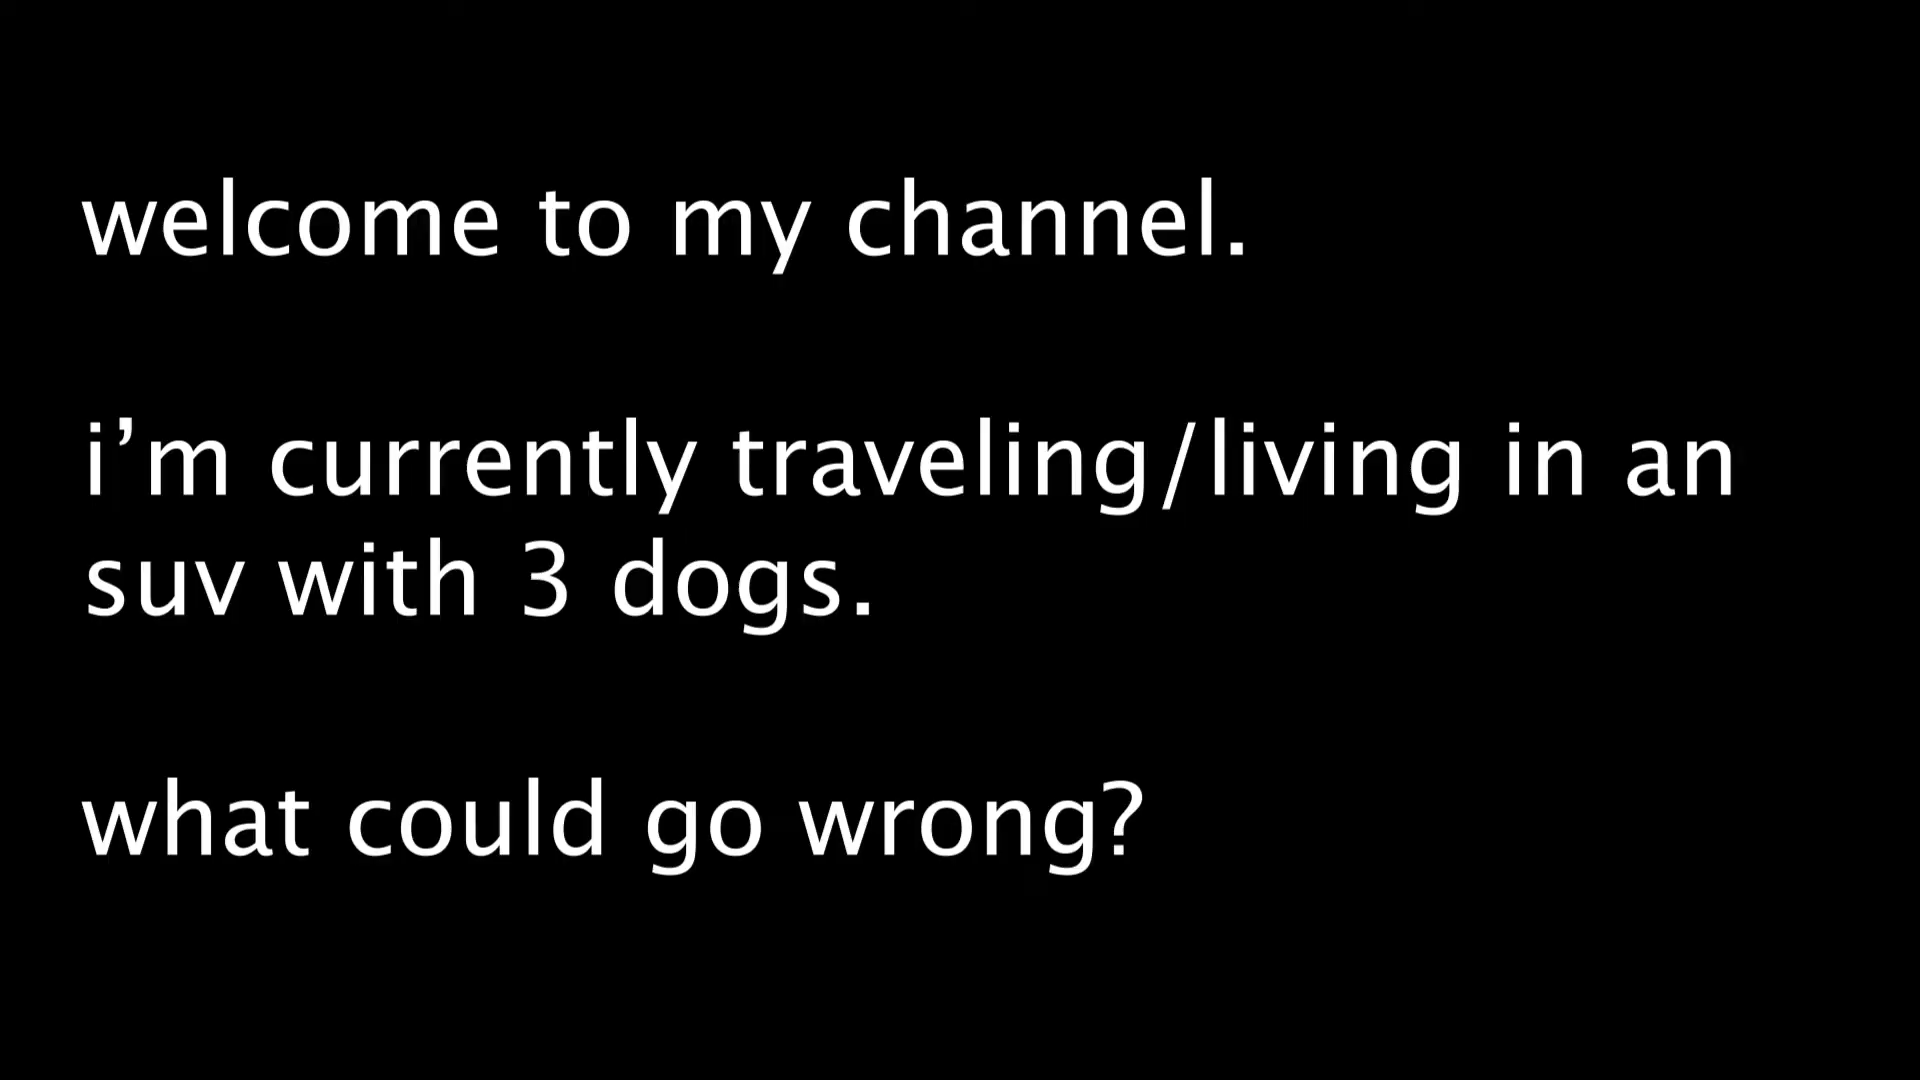 welcome to my channel.
i’m currently traveling/living in an
suv with 3 dogs.
what could go wrong?